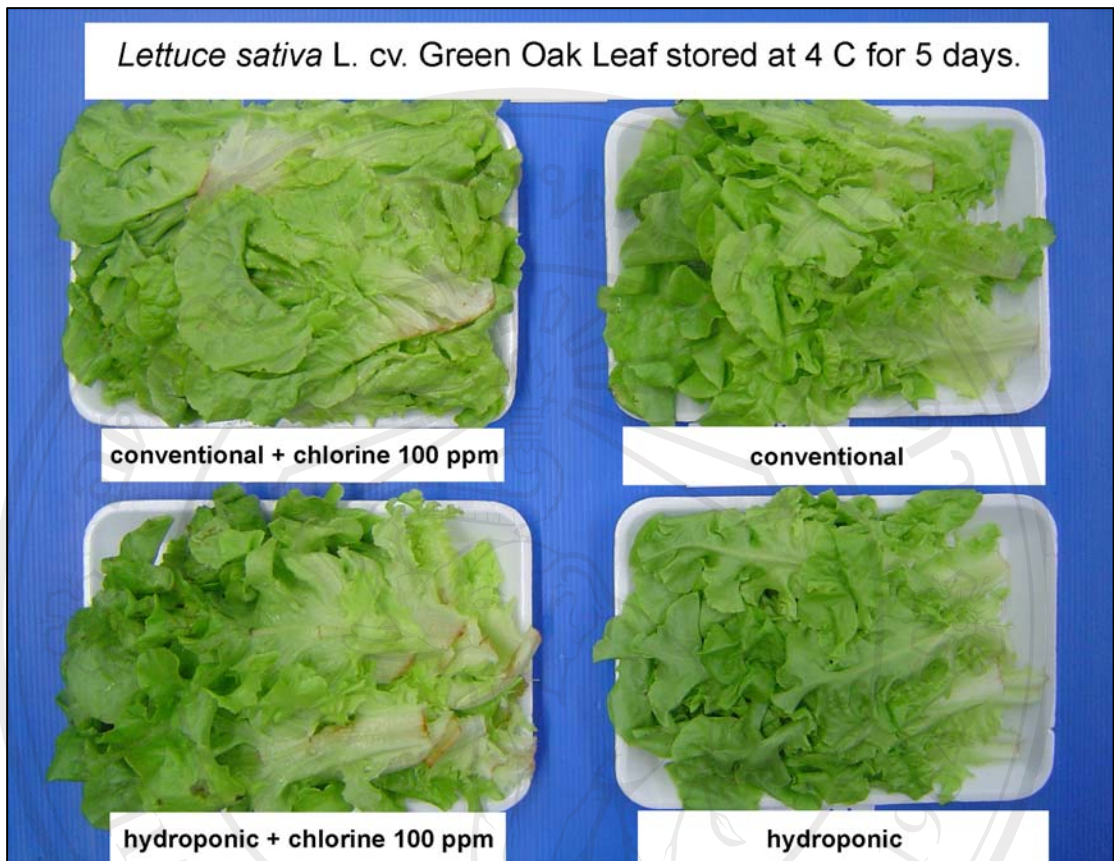 Lettuce sativa L. cv. Green Oak Leaf stored at 4 C for 5 days.
conventional + chlorine 100 ppm
conventional
hydroponic + chlorine 100 ppm
hydroponic